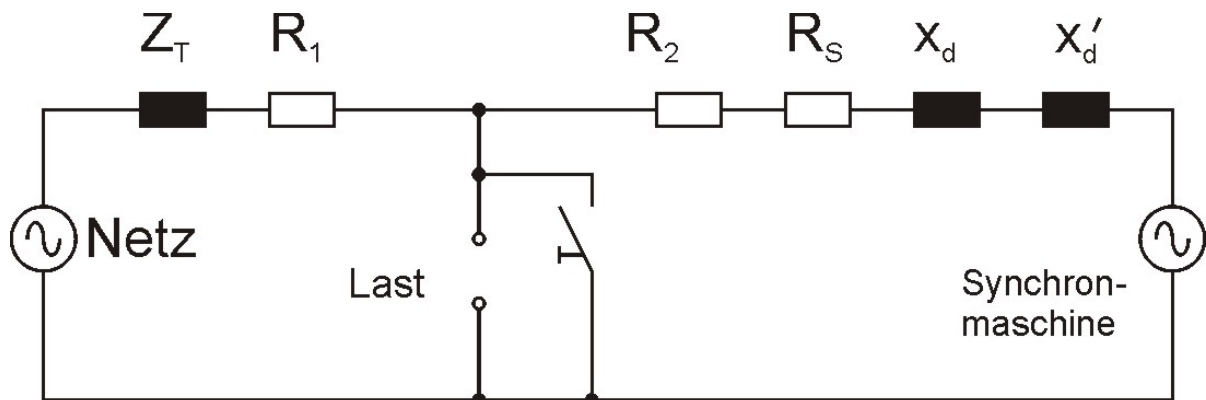 Z_T
R_1
R_2
R_S
x_d
x_d'
Netz
Last
Synchron-
maschine